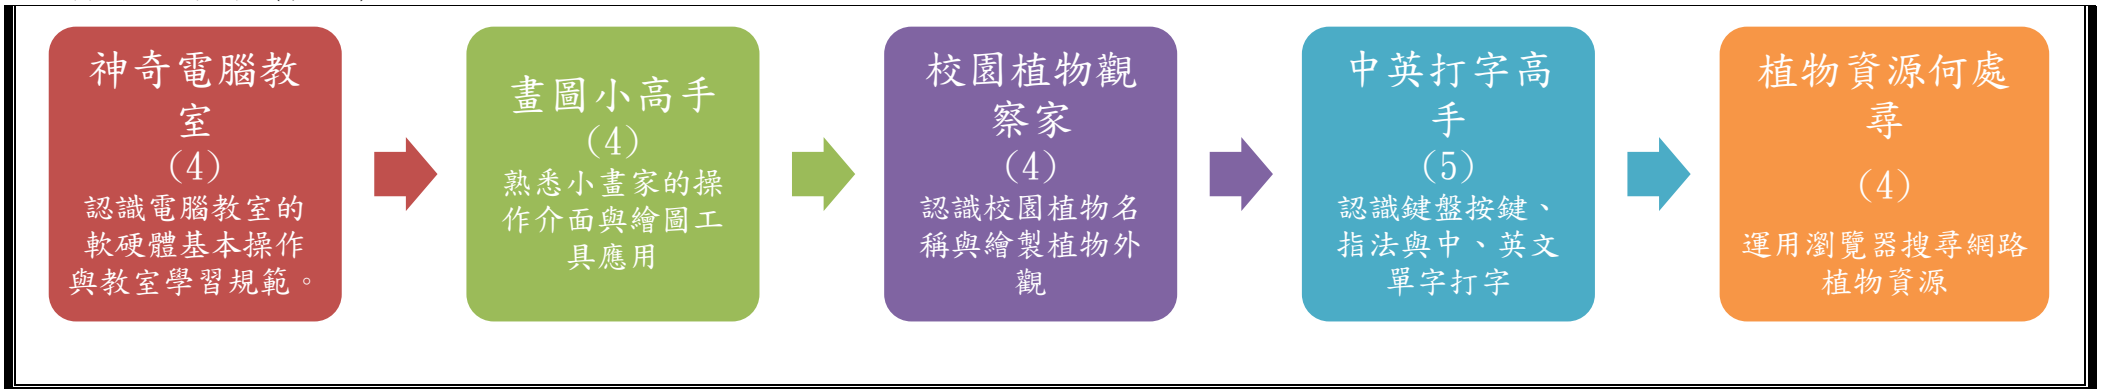 神奇電腦教
室
(4)
認識電腦教室的
軟硬體基本操作
與教室學習規範。
畫圖小高手
(4)
熟悉小畫家的操
作介面與繪圖工
具應用
校園植物觀
察家
(4)
認識校園植物名
稱與繪製植物外
觀
中英打字高
手
(5)
認識鍵盤按鍵、
指法與中、英文
單字打字
植物資源何處
尋
(4)
運用瀏覽器搜尋網路
植物資源